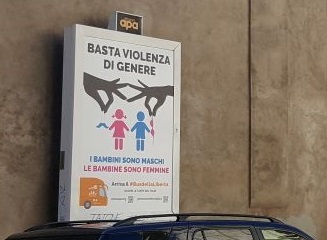 apa
BASTA VIOLENZA
DI GENERE
I BAMBINI SONO MASCHI
LE BAMBINE SONO FEMMINE
Arriva il #BusdellaLibertà